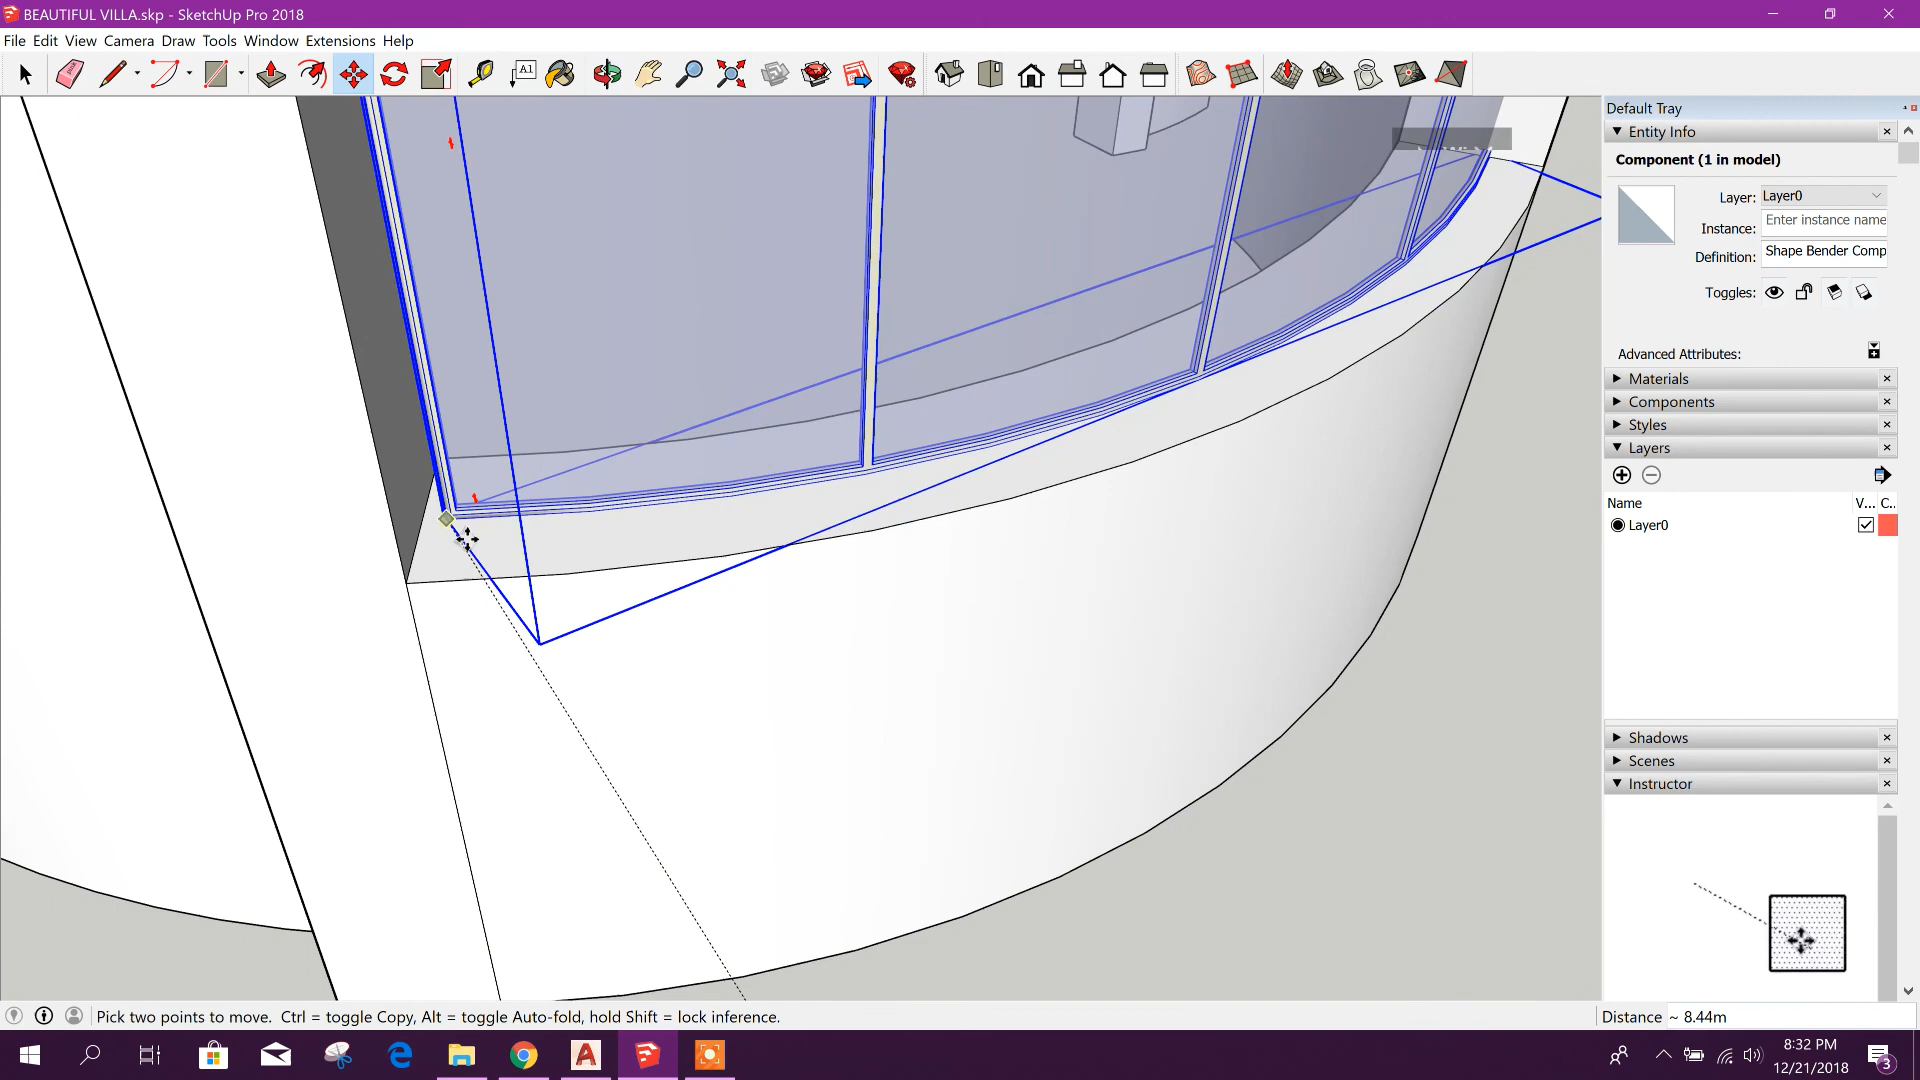 BEAUTIFUL VILLA.skp - SketchUp Pro 2018
File Edit View Camera Draw Tools Window Extensions Help
A1
Default Tray
Entity Info
Component (1 in model)
Layer: Layer0
Instance: Enter instance name
Definition: Shape Bender Comp
Toggles:
Advanced Attributes:
Materials
Components
Styles
Layers
Name V... C...
Layer0
Shadows
Scenes
Instructor
Pick two points to move. Ctrl = toggle Copy, Alt = toggle Auto-fold, hold Shift = lock inference.
Distance ~ 8.44m
8:32 PM
12/21/2018
3